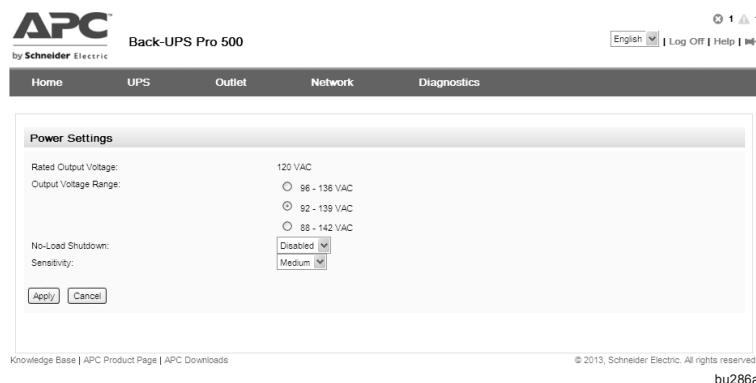 APC
by Schneider Electric
Back-UPS Pro 500
1
English | Log Off | Help |
Home UPS Outlet Network Diagnostics
Power Settings
Rated Output Voltage: 120 VAC
Output Voltage Range:
96 - 136 VAC
92 - 139 VAC
88 - 142 VAC
No-Load Shutdown: Disabled
Sensitivity: Medium
Apply Cancel
Knowledge Base | APC Product Page | APC Downloads
© 2013, Schneider Electric. All rights reserved
bu286a